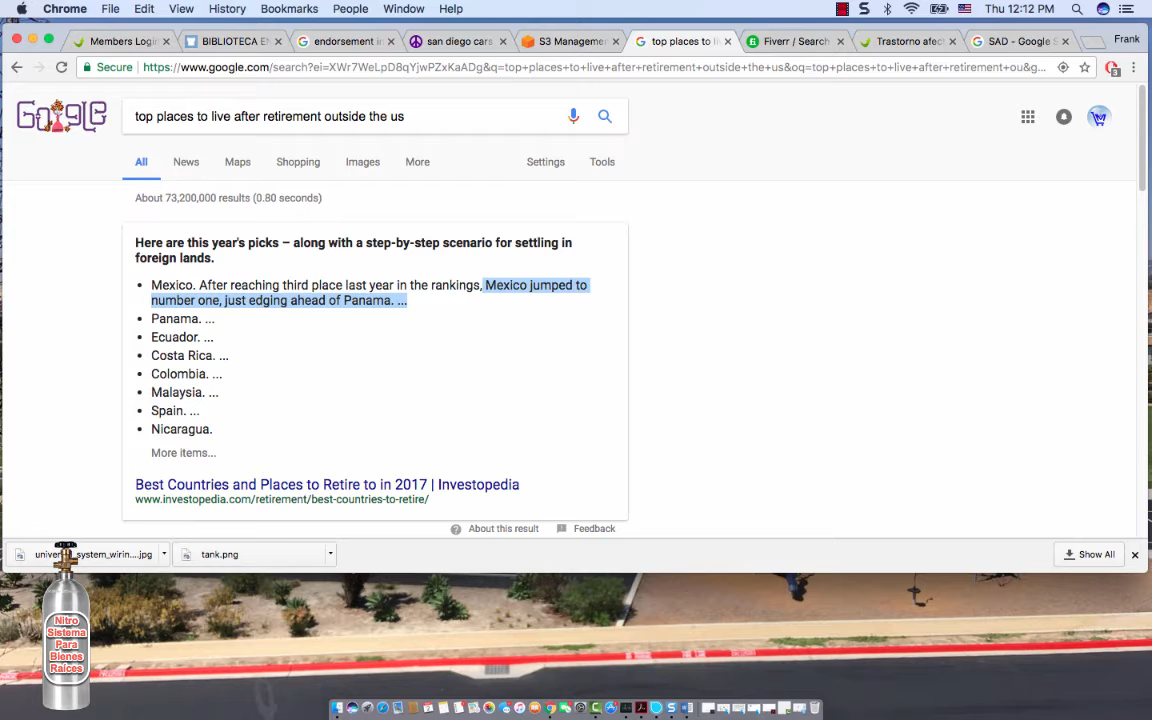 Chrome File Edit View History Bookmarks People Window Help
Thu 12:12 PM
Members Login
BIBLIOTECA E
endorsement i
san diego cars
S3 Manageme
top places to li
Fiverr / Search
Trastorno afec
SAD - Google S
Frank
Secure https://www.google.com/search?ei=XWr7WeLpD8qYjwPZxKaADg&q=top+places+to+live+after+retirement+outside+the+us&oq=top+places+to+live+after+retirement+ou&g...
3
Google
top places to live after retirement outside the us
All News Maps Shopping Images More Settings Tools
About 73,200,000 results (0.80 seconds)
Here are this year's picks – along with a step-by-step scenario for settling in
foreign lands.
Mexico. After reaching third place last year in the rankings, Mexico jumped to
number one, just edging ahead of Panama. ...
Panama. ...
Ecuador. ...
Costa Rica. ...
Colombia. ...
Malaysia. ...
Spain. ...
Nicaragua.
More items...
Best Countries and Places to Retire to in 2017 | Investopedia
www.investopedia.com/retirement/best-countries-to-retire/
About this result Feedback
system_wirin....jpg
tank.png
Show All
Nitro
Sistema
Para
Bienes
Raices